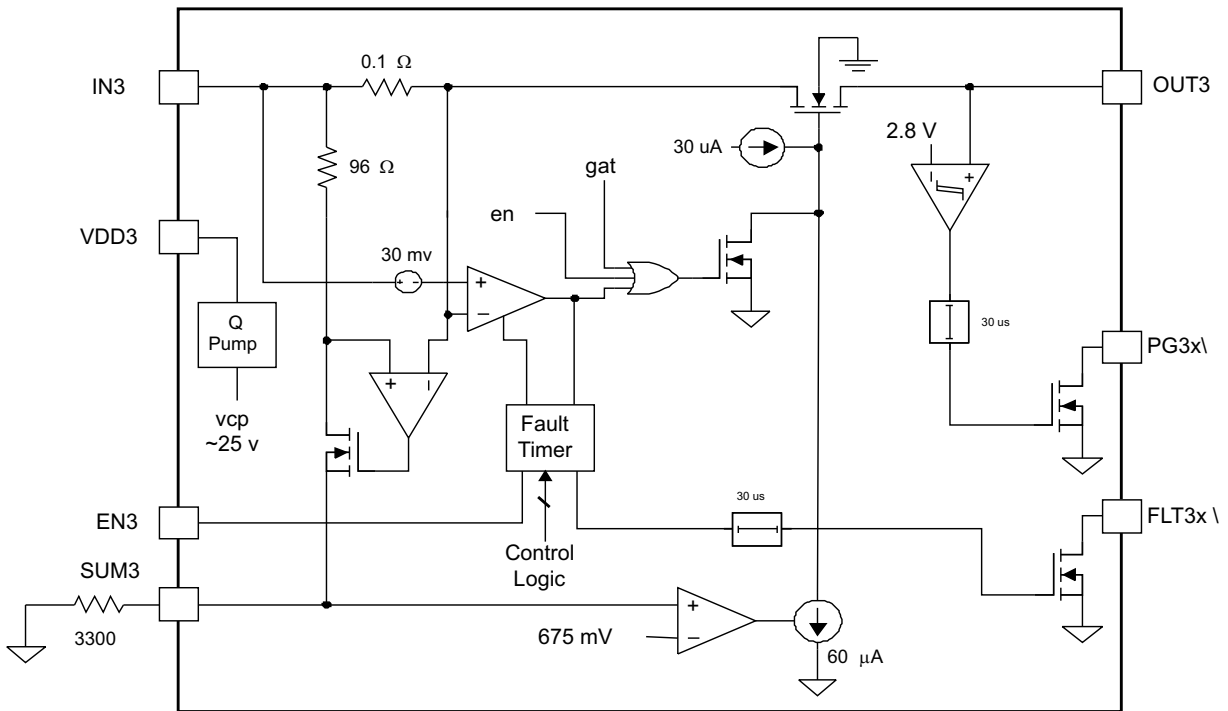 0.1 Ω
IN3
OUT3
2.8 V
30 uA
96 Ω
gat
en
VDD3
30 mv
Q
Pump
30 us
PG3x\
vcp
~25 v
Fault
Timer
30 us
EN3
FLT3x \
Control
Logic
SUM3
3300
675 mV
60 μA
+ -
+
−
+
−
−
+
+
−